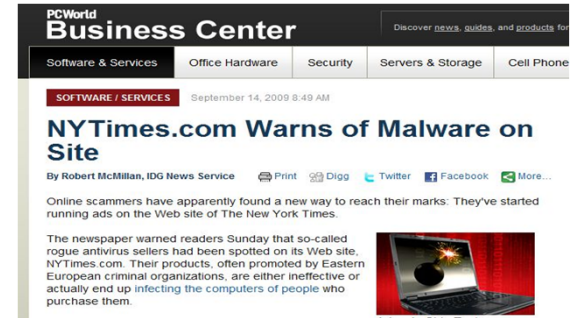 PCWorld
Business Center
Discover news, guides, and products for
Software & Services Office Hardware Security Servers & Storage Cell Phone
SOFTWARE / SERVICES September 14, 2009 8:49 AM
NYTimes.com Warns of Malware on
Site
By Robert McMillan, IDG News Service Print Digg Twitter Facebook More...
Online scammers have apparently found a new way to reach their marks: They've started
running ads on the Web site of The New York Times.
The newspaper warned readers Sunday that so-called
rogue antivirus sellers had been spotted on its Web site,
NYTimes.com. Their products, often promoted by Eastern
European criminal organizations, are either ineffective or
actually end up infecting the computers of people who
purchase them.